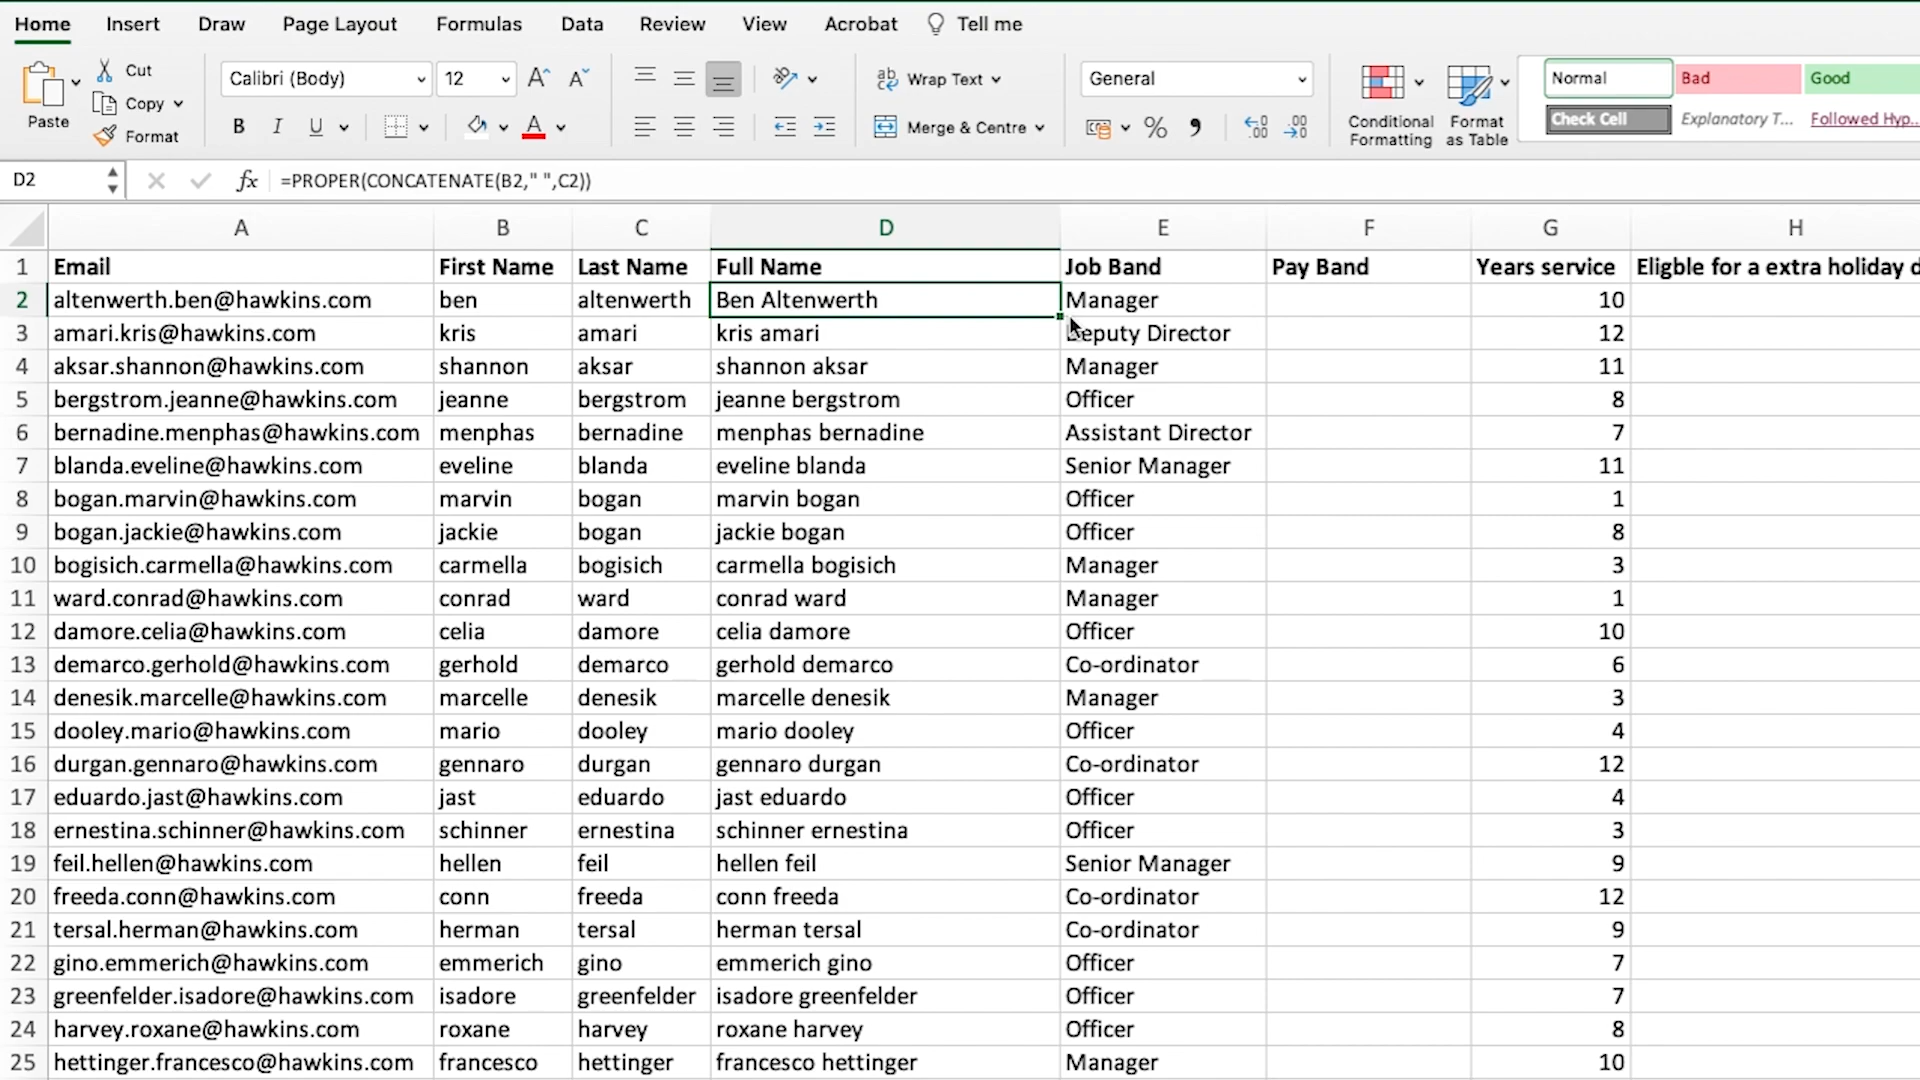 Home Insert Draw Page Layout Formulas Data Review View Acrobat Tell me
Paste Cut Copy Format
Calibri (Body) 12 A A
B I U A
ab Wrap Text
Merge & Centre
General
% 9 .00 .00
Conditional Formatting
Format as Table
Normal Bad Good
Check Cell Explanatory T... Followed Hyp...
D2 fx =PROPER(CONCATENATE(B2," ",C2))
A B C D E F G H
1 Email First Name Last Name Full Name Job Band Pay Band Years service Eligble for a extra holiday d
2 altenwerth.ben@hawkins.com ben altenwerth Ben Altenwerth Manager 10
3 amari.kris@hawkins.com kris amari kris amari Deputy Director 12
4 aksar.shannon@hawkins.com shannon aksar shannon aksar Manager 11
5 bergstrom.jeanne@hawkins.com jeanne bergstrom jeanne bergstrom Officer 8
6 bernadine.menphas@hawkins.com menphas bernadine menphas bernadine Assistant Director 7
7 blanda.eveline@hawkins.com eveline blanda eveline blanda Senior Manager 11
8 bogan.marvin@hawkins.com marvin bogan marvin bogan Officer 1
9 bogan.jackie@hawkins.com jackie bogan jackie bogan Officer 8
10 bogisich.carmella@hawkins.com carmella bogisich carmella bogisich Manager 3
11 ward.conrad@hawkins.com conrad ward conrad ward Manager 1
12 damore.celia@hawkins.com celia damore celia damore Officer 10
13 demarco.gerhold@hawkins.com gerhold demarco gerhold demarco Co-ordinator 6
14 denesik.marcelle@hawkins.com marcelle denesik marcelle denesik Manager 3
15 dooley.mario@hawkins.com mario dooley mario dooley Officer 4
16 durgan.gennaro@hawkins.com gennaro durgan gennaro durgan Co-ordinator 12
17 eduardo.jast@hawkins.com jast eduardo jast eduardo Officer 4
18 ernestina.schinner@hawkins.com schinner ernestina schinner ernestina Officer 3
19 feil.hellen@hawkins.com hellen feil hellen feil Senior Manager 9
20 freeda.conn@hawkins.com conn freeda conn freeda Co-ordinator 12
21 tersal.herman@hawkins.com herman tersal herman tersal Co-ordinator 9
22 gino.emmerich@hawkins.com emmerich gino emmerich gino Officer 7
23 greenfelder.isadore@hawkins.com isadore greenfelder isadore greenfelder Officer 7
24 harvey.roxane@hawkins.com roxane harvey roxane harvey Officer 8
25 hettinger.francesco@hawkins.com francesco hettinger francesco hettinger Manager 10